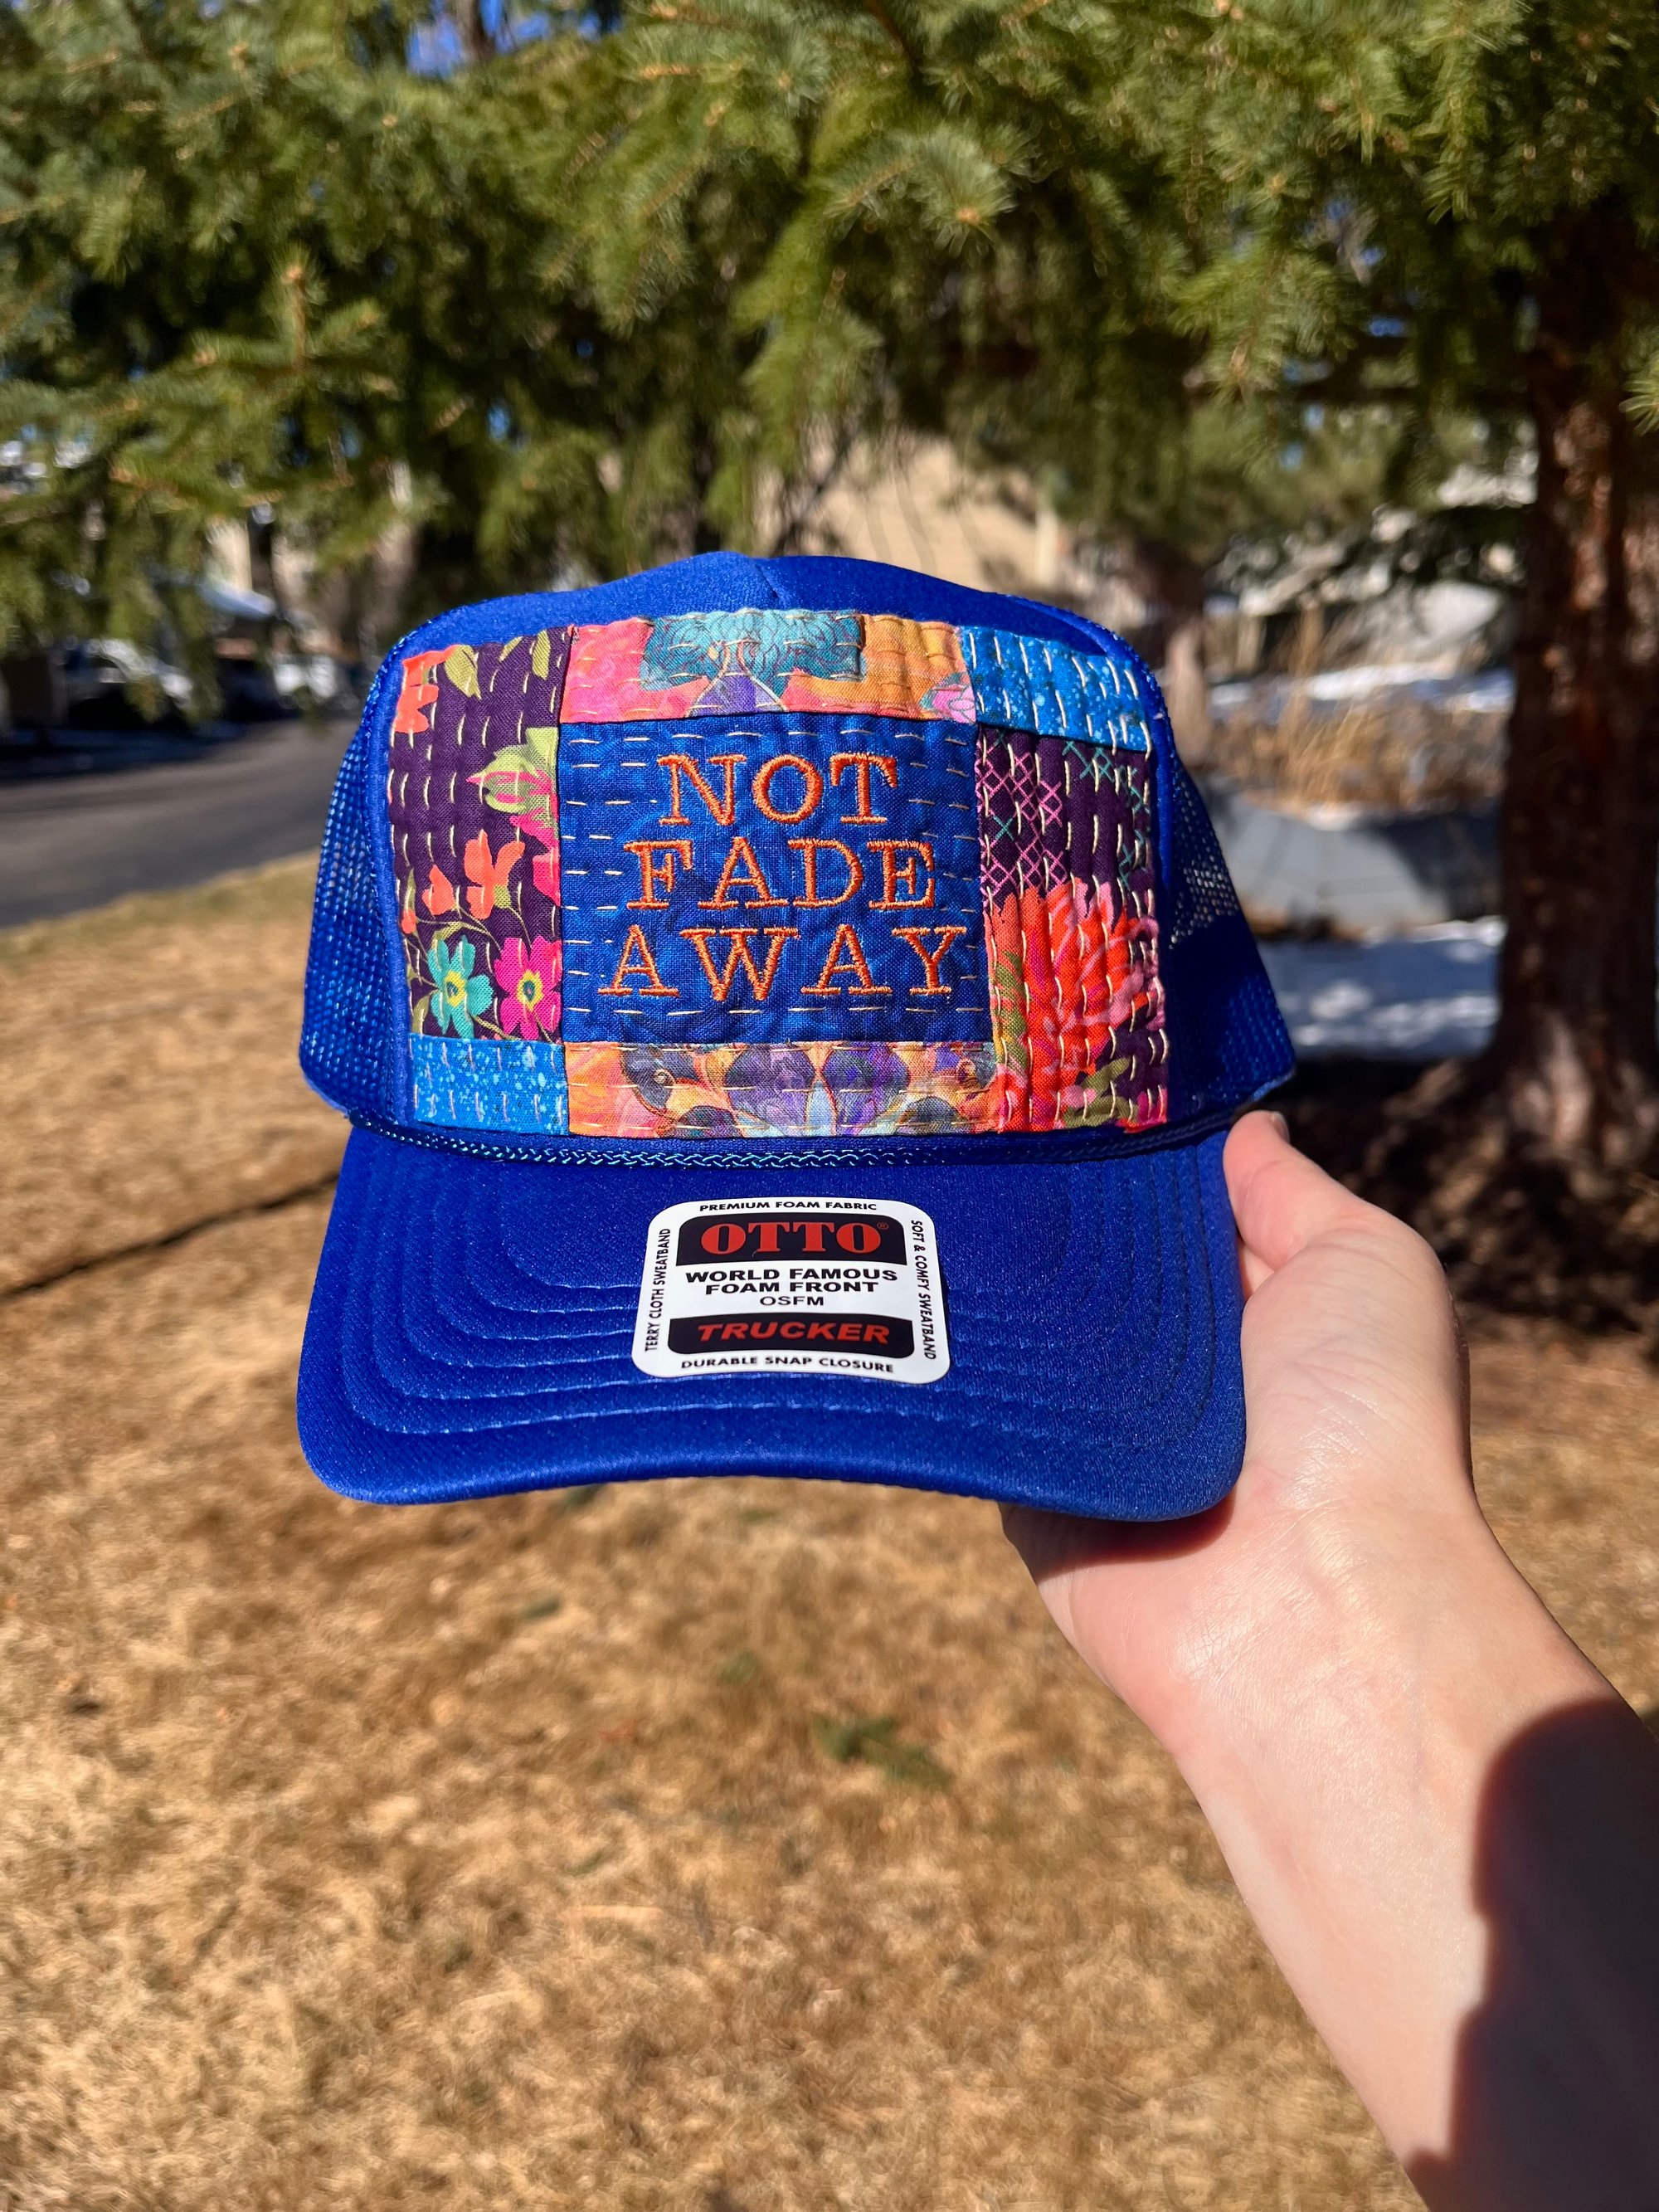 NOT
FADE
AWAY
PREMIUM FOAM FABRIC
OTTO®
WORLD FAMOUS
FOAM FRONT
OSFM
TRUCKER
DURABLE SNAP CLOSURE
TERRY CLOTH SWEATBAND
SOFT & COMFY SWEATBAND